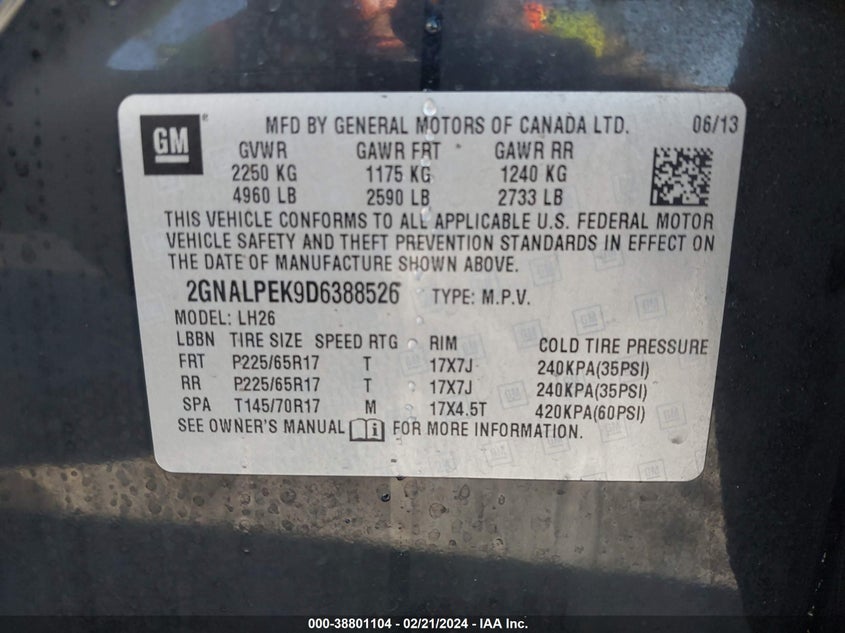 GM ® MFD BY GENERAL MOTORS OF CANADA LTD. 06/13
GVWR GAWR FRT GAWR RR
2250 KG 1175 KG 1240 KG
4960 LB 2590 LB 2733 LB
THIS VEHICLE CONFORMS TO ALL APPLICABLE U.S. FEDERAL MOTOR
VEHICLE SAFETY AND THEFT PREVENTION STANDARDS IN EFFECT ON
THE DATE OF MANUFACTURE SHOWN ABOVE.
2GNALPEK9D6388526 TYPE: M.P.V.
MODEL: LH26
LBBN TIRE SIZE SPEED RTG RIM COLD TIRE PRESSURE
FRT P225/65R17 T 17X7J 240KPA(35PSI)
RR P225/65R17 T 17X7J 240KPA(35PSI)
SPA T145/70R17 M 17X4.5T 420KPA(60PSI)
SEE OWNER'S MANUAL FOR MORE INFORMATION.
000-38801104 - 02/21/2024 - IAA Inc.